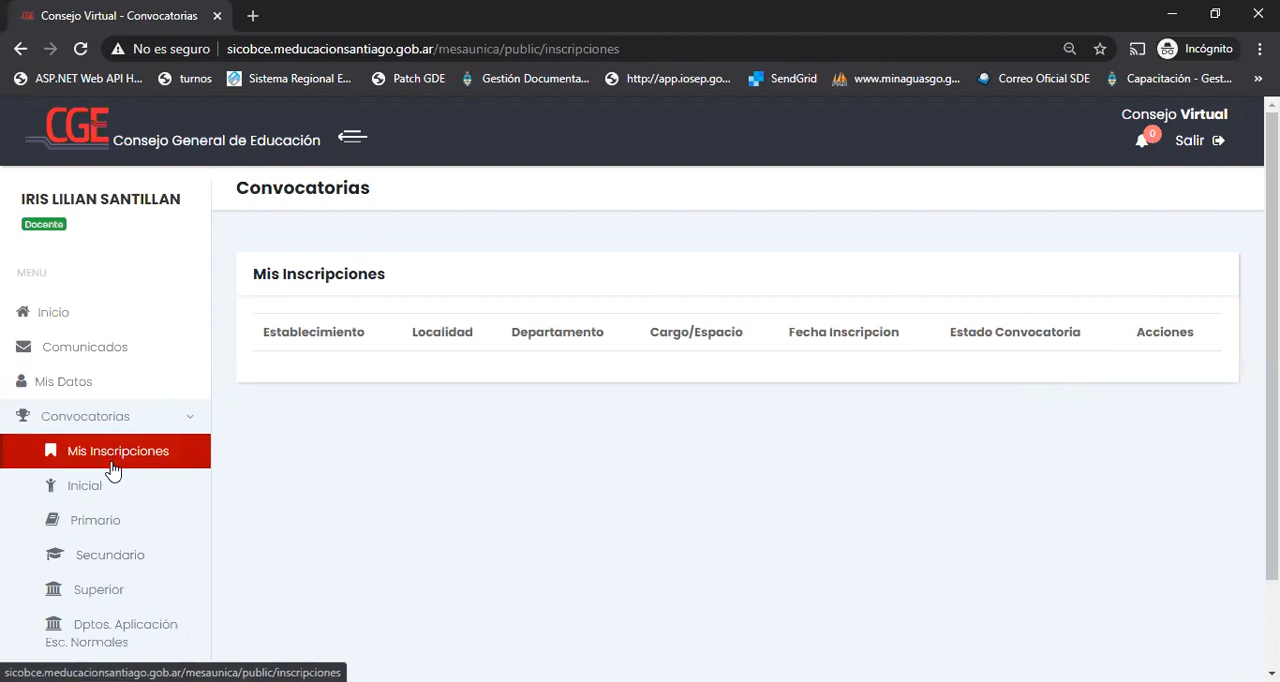 Consejo Virtual - Convocatorias
No es seguro
sicobce.meducacionsantiago.gob.ar/mesaunica/public/inscripciones
Incógnito
ASP.NET Web API H...
turnos
Sistema Regional E...
Patch GDE
Gestión Documenta...
http://app.iosep.go...
SendGrid
www.minaguasgo.g...
Correo Oficial SDE
Capacitación - Gest...
»
CGE Consejo General de Educación
Consejo Virtual
0
Salir
IRIS LILIAN SANTILLAN
Docente
MENU
Inicio
Comunicados
Mis Datos
Convocatorias
Mis Inscripciones
Inicial
Primario
Secundario
Superior
Dptos. Aplicación
Esc. Normales
Convocatorias
Mis Inscripciones
Establecimiento Localidad Departamento Cargo/Espacio Fecha Inscripcion Estado Convocatoria Acciones
sicobce.meducacionsantiago.gob.ar/mesaunica/public/inscripciones